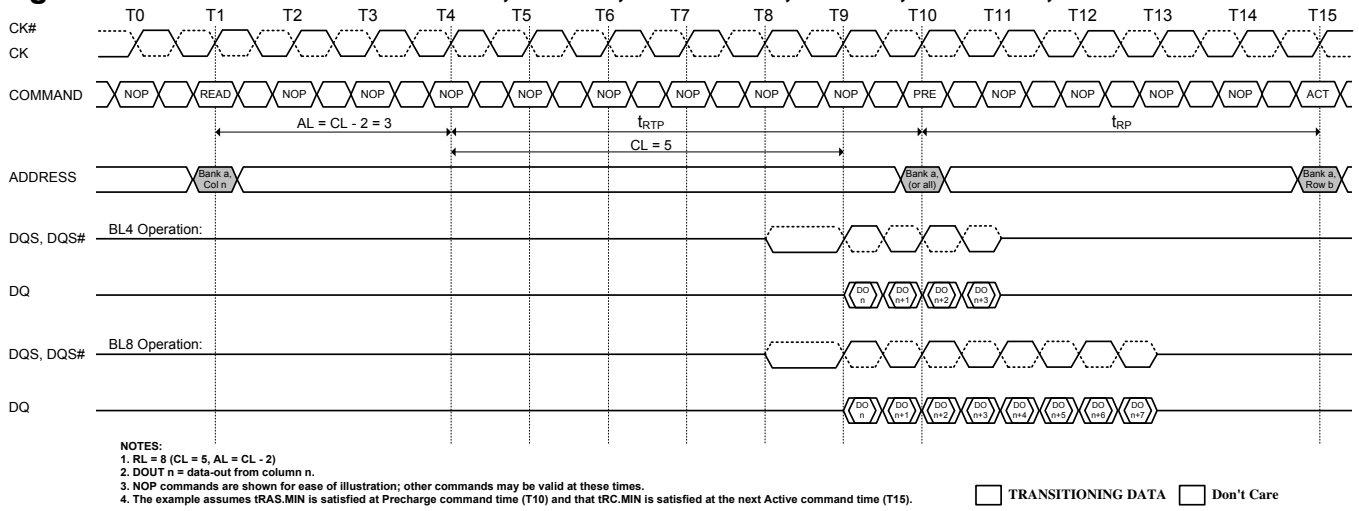 T0 T1 T2 T3 T4 T5 T6 T7 T8 T9 T10 T11 T12 T13 T14 T15
CK#
CK
COMMAND NOP READ NOP NOP NOP NOP NOP NOP NOP NOP PRE NOP NOP NOP NOP ACT
AL = CL - 2 = 3 tRTP tRP
CL = 5
ADDRESS Bank a, Col n Bank a, (or all) Bank a, Row b
BL4 Operation:
DQS, DQS#
DQ DO n DO n+1 DO n+2 DO n+3
BL8 Operation:
DQS, DQS#
DQ DO n DO n+1 DO n+2 DO n+3 DO n+4 DO n+5 DO n+6 DO n+7
NOTES:
1. RL = 8 (CL = 5, AL = CL - 2)
2. DOUT n = data-out from column n.
3. NOP commands are shown for ease of illustration; other commands may be valid at these times.
4. The example assumes tRAS.MIN is satisfied at Precharge command time (T10) and that tRC.MIN is satisfied at the next Active command time (T15).
TRANSITIONING DATA Don't Care